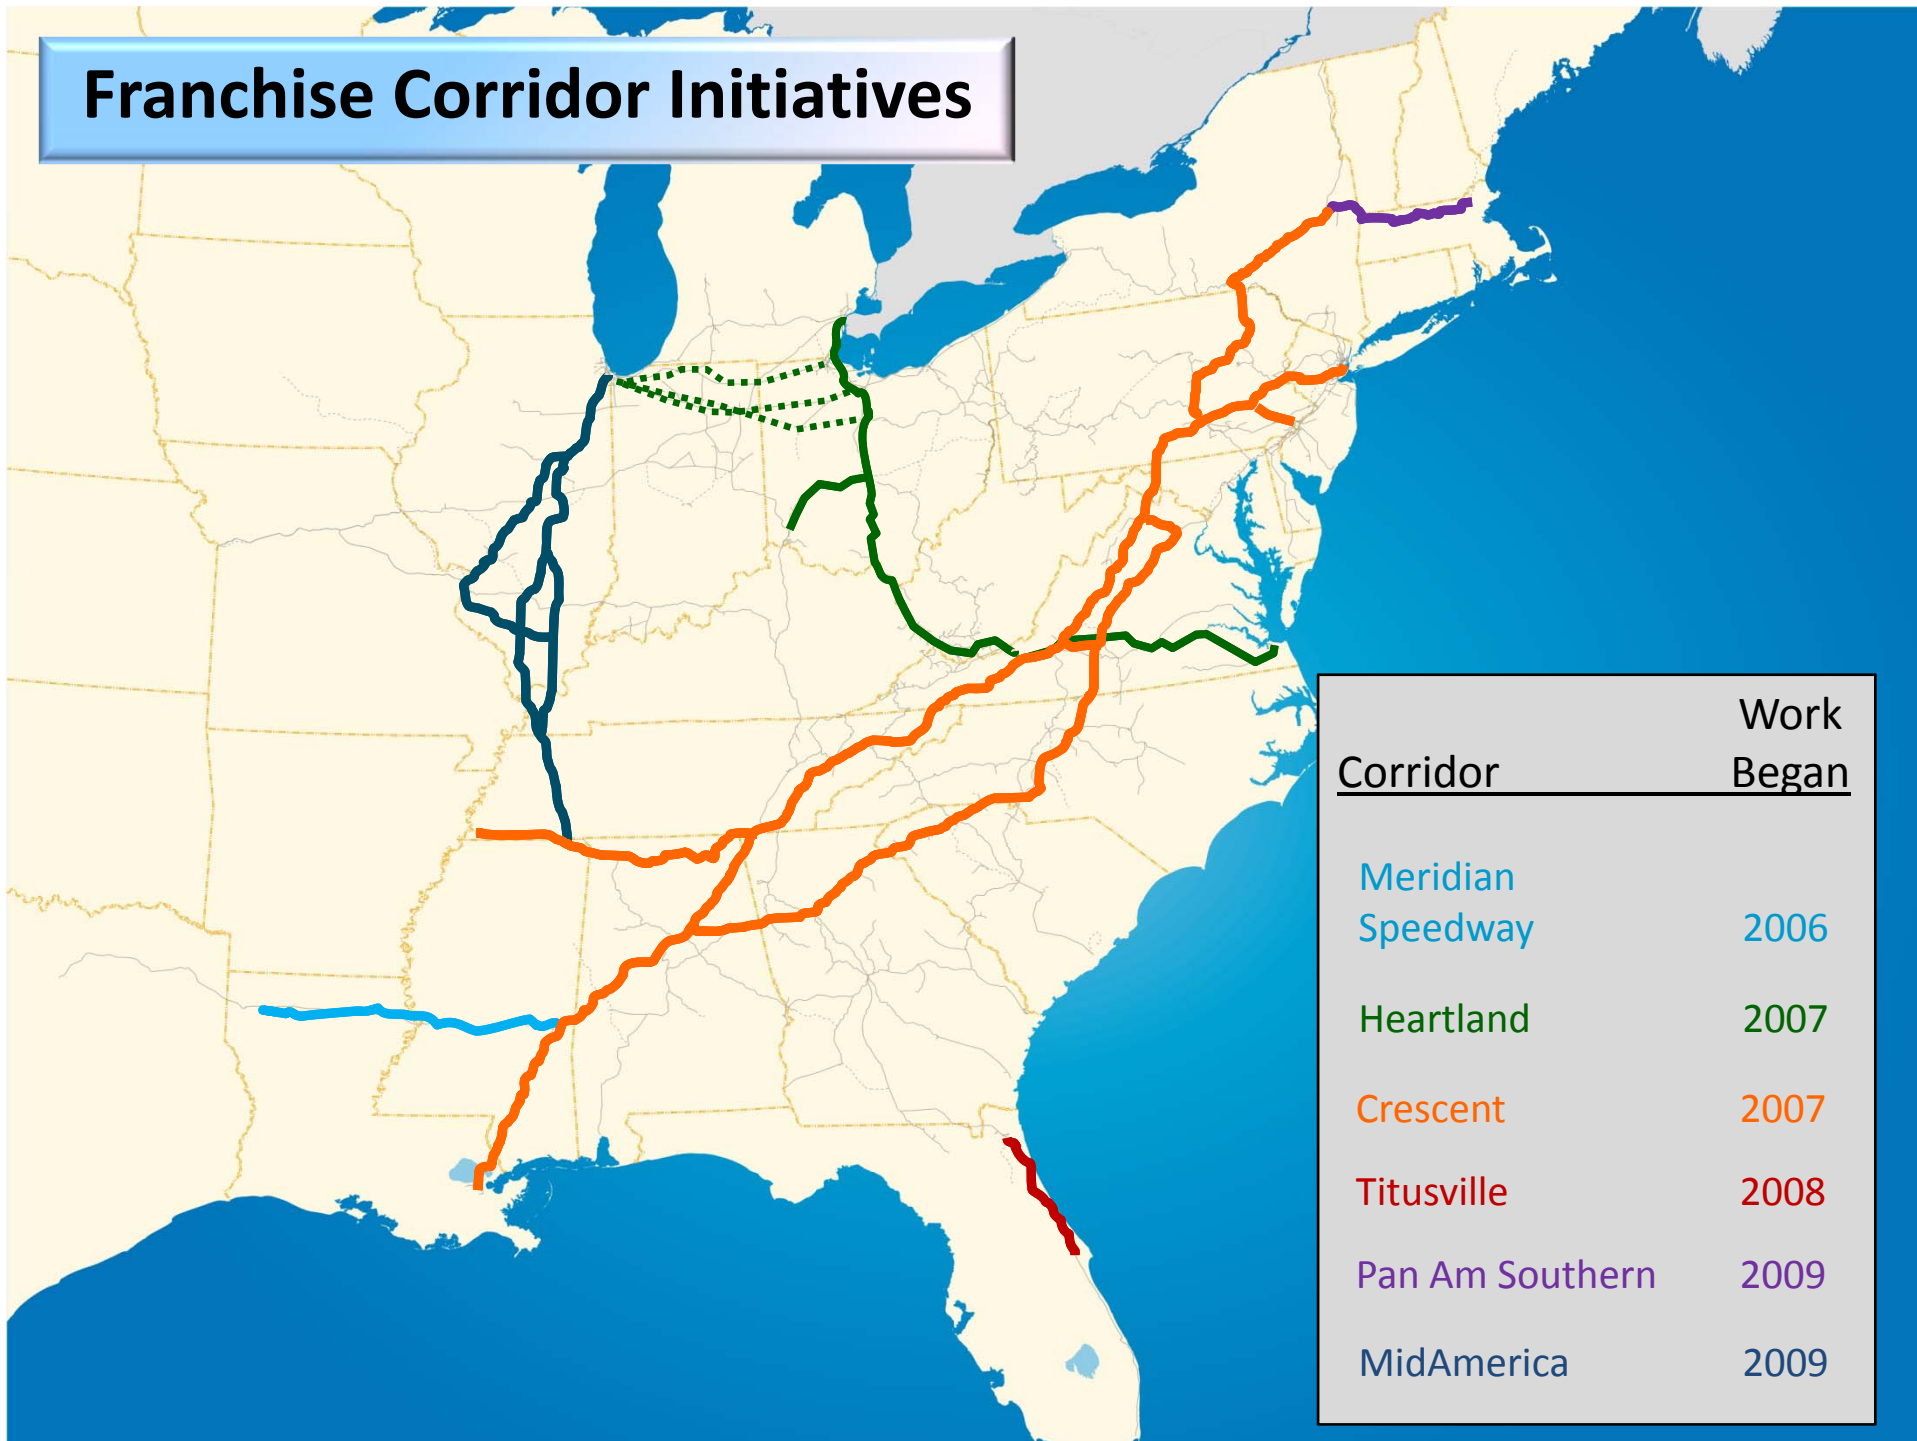 Franchise Corridor Initiatives
Work
Corridor Began
Meridian
Speedway 2006
Heartland 2007
Crescent 2007
Titusville 2008
Pan Am Southern 2009
MidAmerica 2009